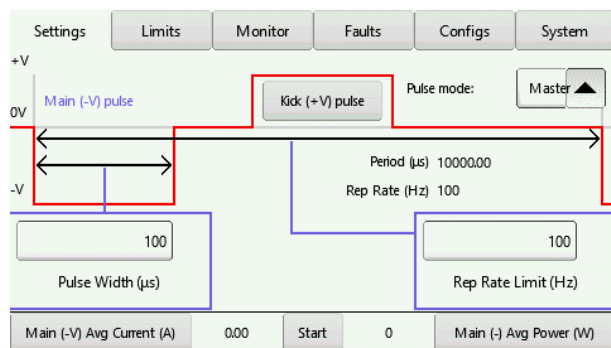 Settings Limits Monitor Faults Configs System
+V
Main (-V) pulse Kick (+V) pulse Pulse mode: Master
0V
Period (µs) 10000.00
-V Rep Rate (Hz) 100
100 100
Pulse Width (µs) Rep Rate Limit (Hz)
Main (-V) Avg Current (A) 0.00 Start 0 Main (-) Avg Power (W)